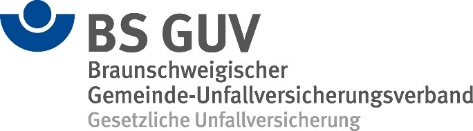 BS GUV
Braunschweigischer
Gemeinde-Unfallversicherungsverband
Gesetzliche Unfallversicherung